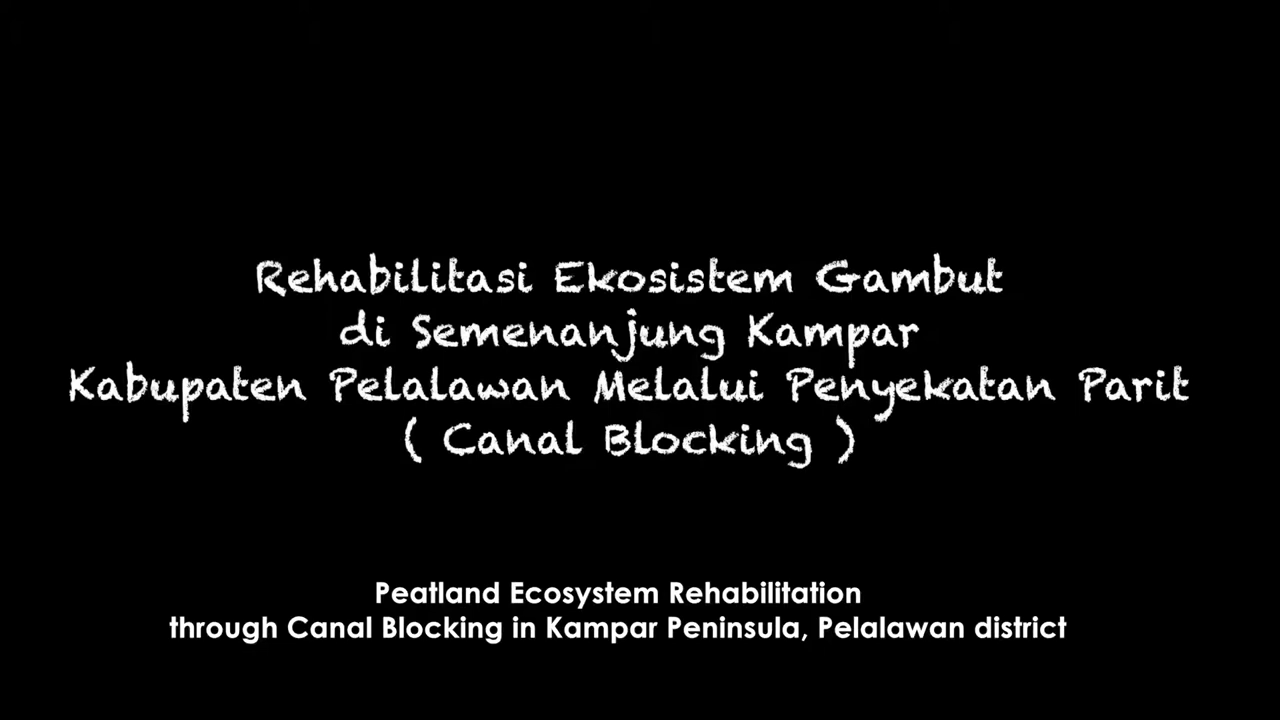 Rehabilitasi Ekosistem Gambut
di Semenanjung Kampar
Kabupaten Pelalawan Melalui Penyekatan Parit
( Canal Blocking )
Peatland Ecosystem Rehabilitation
through Canal Blocking in Kampar Peninsula, Pelalawan district